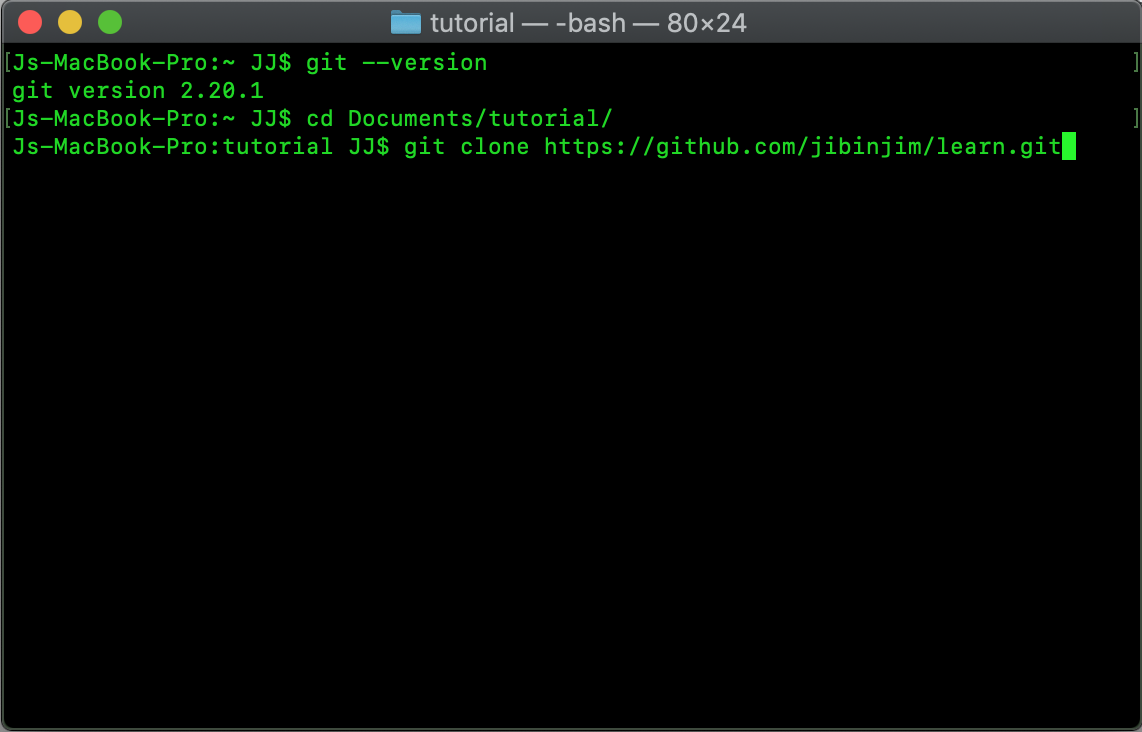 tutorial — -bash — 80×24
[Js-MacBook-Pro:~ JJ$ git --version ]
git version 2.20.1
[Js-MacBook-Pro:~ JJ$ cd Documents/tutorial/ ]
Js-MacBook-Pro:tutorial JJ$ git clone https://github.com/jibinjim/learn.git